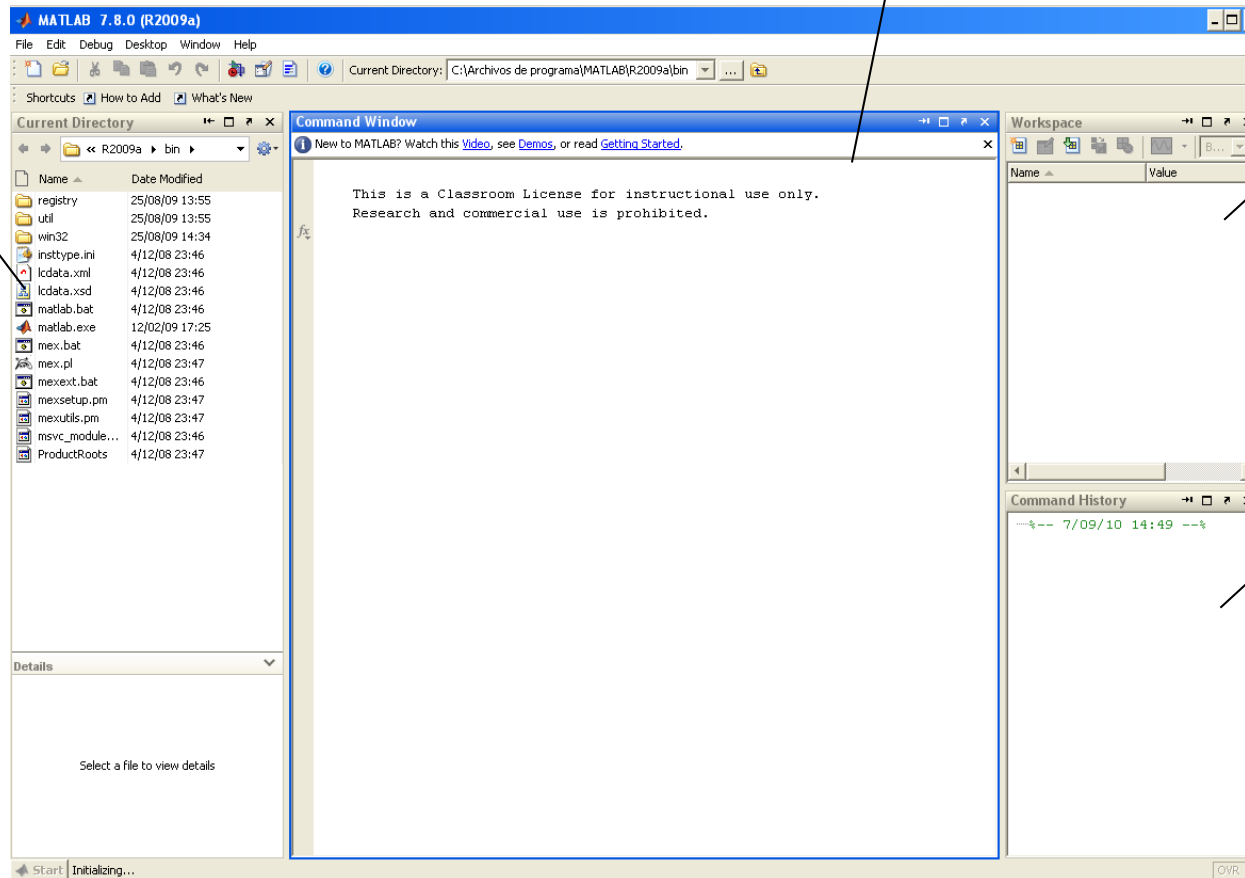 MATLAB 7.8.0 (R2009a)
File Edit Debug Desktop Window Help
Current Directory: C:\Archivos de programa\MATLAB\R2009a\bin ...
Shortcuts How to Add What's New
Current Directory
« R2009a bin
Name Date Modified
registry 25/08/09 13:55
util 25/08/09 13:55
win32 25/08/09 14:34
insttype.ini 4/12/08 23:46
lcdata.xml 4/12/08 23:46
lcdata.xsd 4/12/08 23:46
matlab.bat 4/12/08 23:46
matlab.exe 12/02/09 17:25
mex.bat 4/12/08 23:46
mex.pl 4/12/08 23:47
mexext.bat 4/12/08 23:46
mexsetup.pm 4/12/08 23:47
mexutils.pm 4/12/08 23:47
msvc_module... 4/12/08 23:46
ProductRoots 4/12/08 23:47
Details
Select a file to view details
Command Window
New to MATLAB? Watch this Video, see Demos, or read Getting Started.
This is a Classroom License for instructional use only.
Research and commercial use is prohibited.
fx
Workspace
B...
Name Value
Command History
%-- 7/09/10 14:49 --%
Start Initializing...
OVR